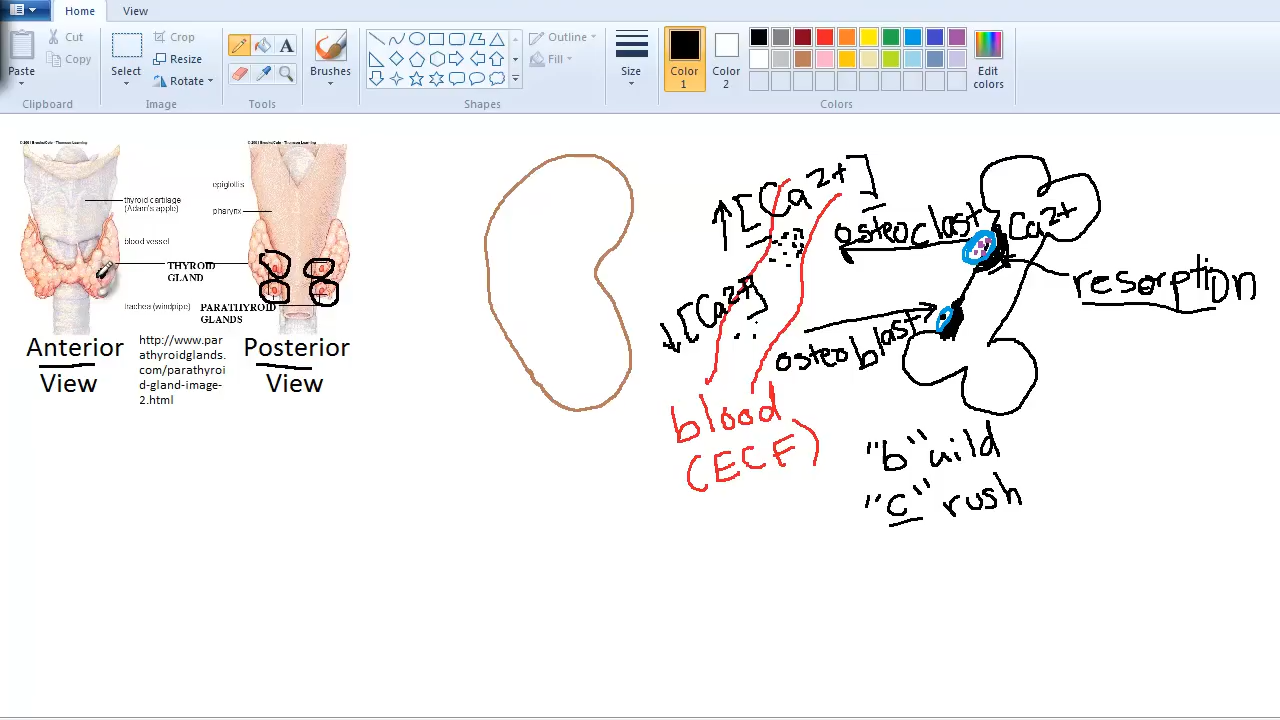 Home
View
Cut
Copy
Paste
Crop
Resize
Rotate
Select
Brushes
Outline
Fill
Size
Color 1
Color 2
Edit colors
Clipboard
Image
Tools
Shapes
Colors
epiglottis
thyroid cartilage
(Adam's apple)
pharynx
blood vessel
THYROID
GLAND
trachea (windpipe)
PARATHYROID
GLANDS
Anterior
View
http://www.par
athyroidglands.
com/parathyroi
d-gland-image-
2.html
Posterior
View
↑[Ca2+]
osteoclast
Ca2+
resorption
↓[Ca2+]
osteoblast
blood
(ECF)
"b"uild
"c"rush